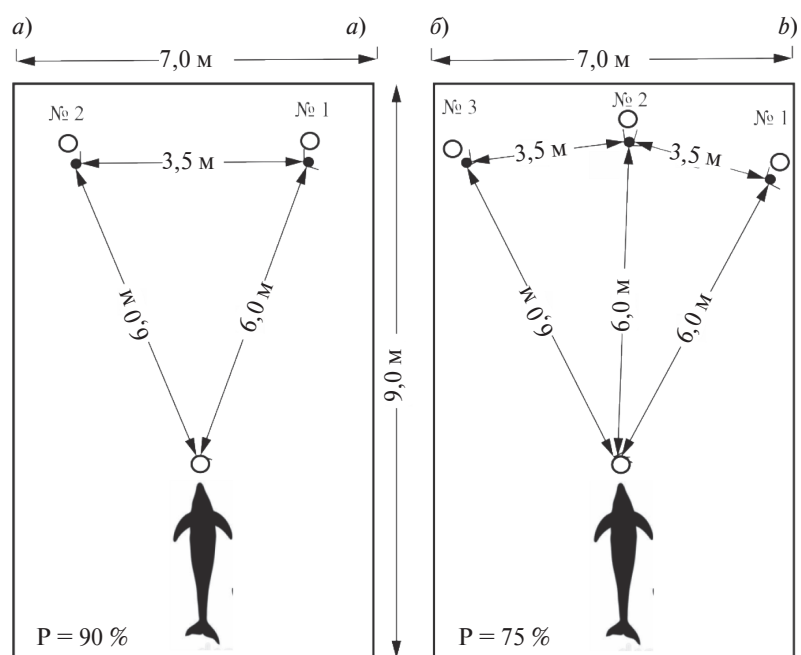 а) а) б) b)
7,0 м 7,0 м
№ 2 № 1 № 3 № 2 № 1
3,5 м 3,5 м 3,5 м
6,0 м 6,0 м 6,0 м 6,0 м 6,0 м
9,0 м
P = 90 % P = 75 %